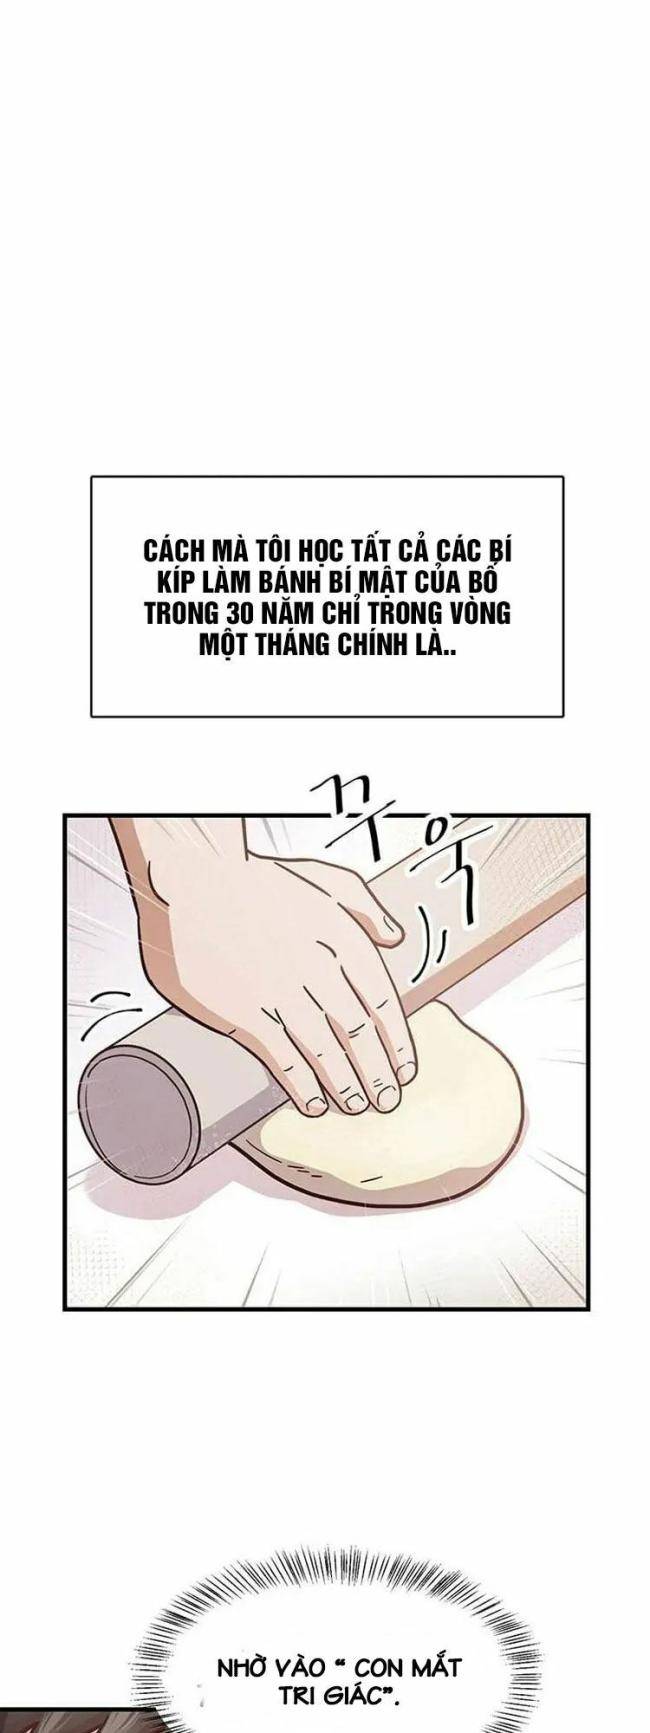 CÁCH MÀ TÔI HỌC TẤT CẢ CÁC BÍ
KÍP LÀM BÁNH BÍ MẬT CỦA BỐ
TRONG 30 NĂM CHỈ TRONG VÒNG
MỘT THÁNG CHÍNH LÀ..
꾸욱
NHỜ VÀO “ CON MẮT
TRI GIÁC”.